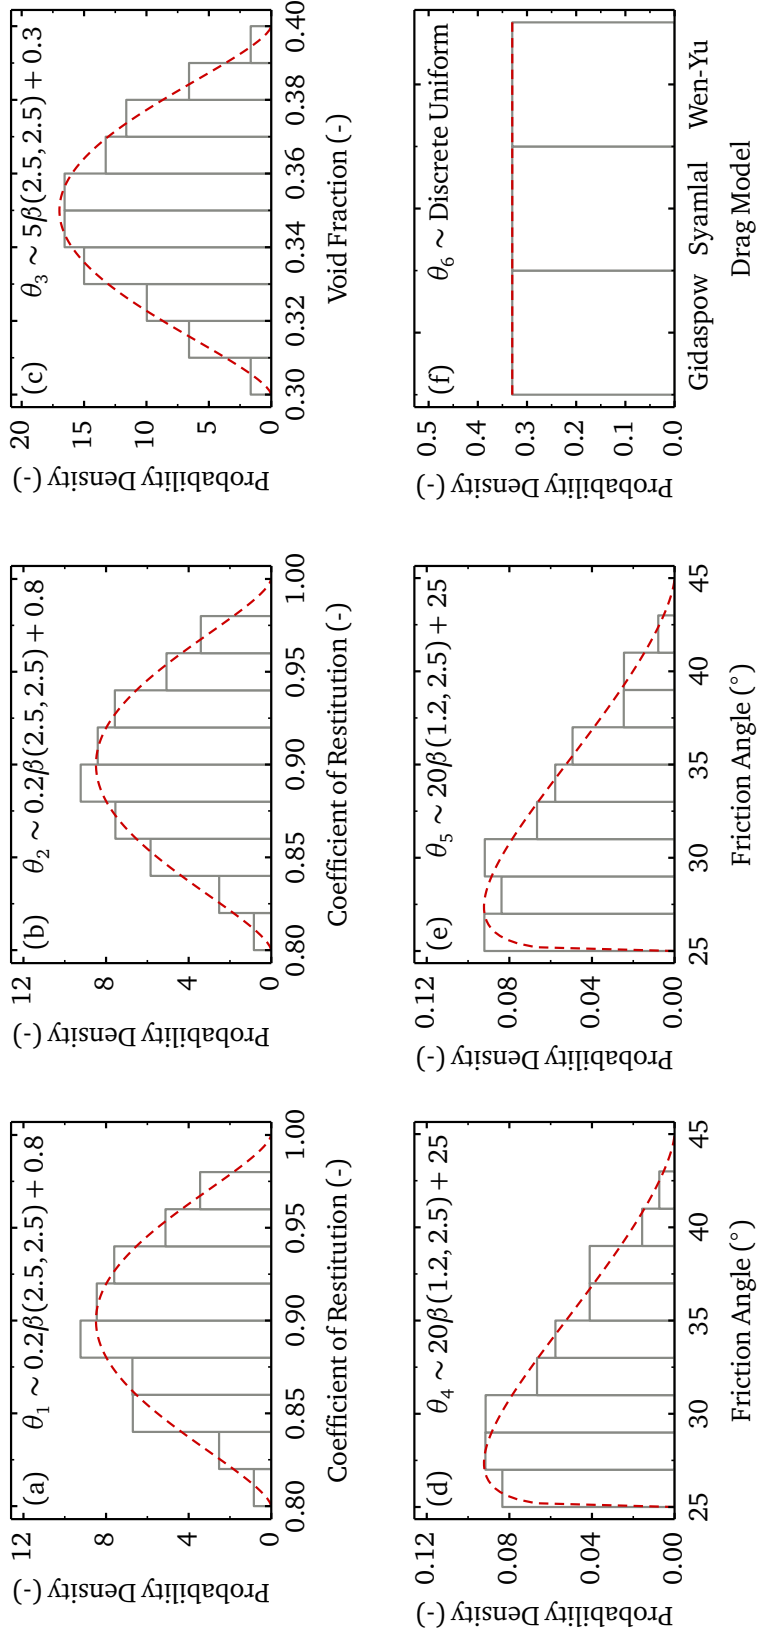 (a)
θ₁ ∼ 0.2β(2.5, 2.5) + 0.8
Probability Density (-)
12
8
4
0
0.80 0.85 0.90 0.95 1.00
Coefficient of Restitution (-)
(b)
θ₂ ∼ 0.2β(2.5, 2.5) + 0.8
Probability Density (-)
12
8
4
0
0.80 0.85 0.90 0.95 1.00
Coefficient of Restitution (-)
(c)
θ₃ ∼ 5β(2.5, 2.5) + 0.3
Probability Density (-)
20
15
10
5
0
0.30 0.32 0.34 0.36 0.38 0.40
Void Fraction (-)
(d)
θ₄ ∼ 20β(1.2, 2.5) + 25
Probability Density (-)
0.12
0.08
0.04
0.00
25 30 35 40 45
Friction Angle (°)
(e)
θ₅ ∼ 20β(1.2, 2.5) + 25
Probability Density (-)
0.12
0.08
0.04
0.00
25 30 35 40 45
Friction Angle (°)
(f)
θ₆ ∼ Discrete Uniform
Probability Density (-)
0.5
0.4
0.3
0.2
0.1
0.0
Gidaspow Syamlal Wen-Yu
Drag Model